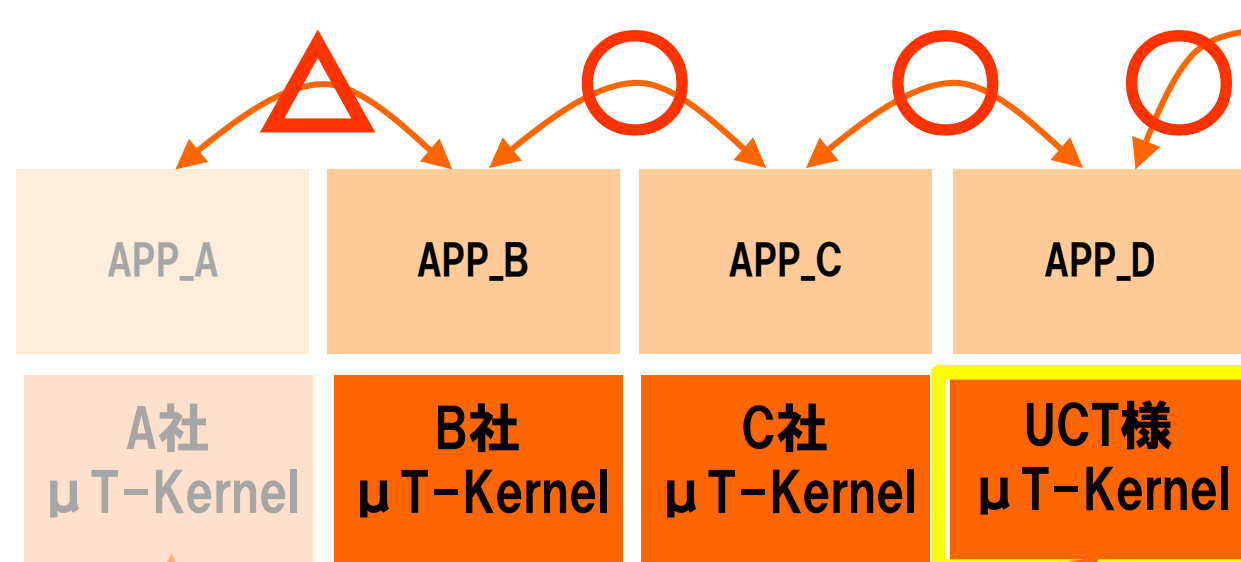 APP_A
APP_B
APP_C
APP_D
A社
μT-Kernel
B社
μT-Kernel
C社
μT-Kernel
UCT様
μT-Kernel